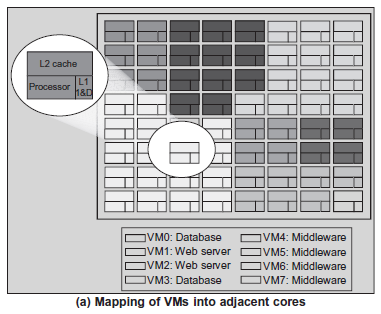 L2 cache
Processor
L1
1&D
VM0: Database
VM4: Middleware
VM1: Web server
VM5: Middleware
VM2: Web server
VM6: Middleware
VM3: Database
VM7: Middleware
(a) Mapping of VMs into adjacent cores